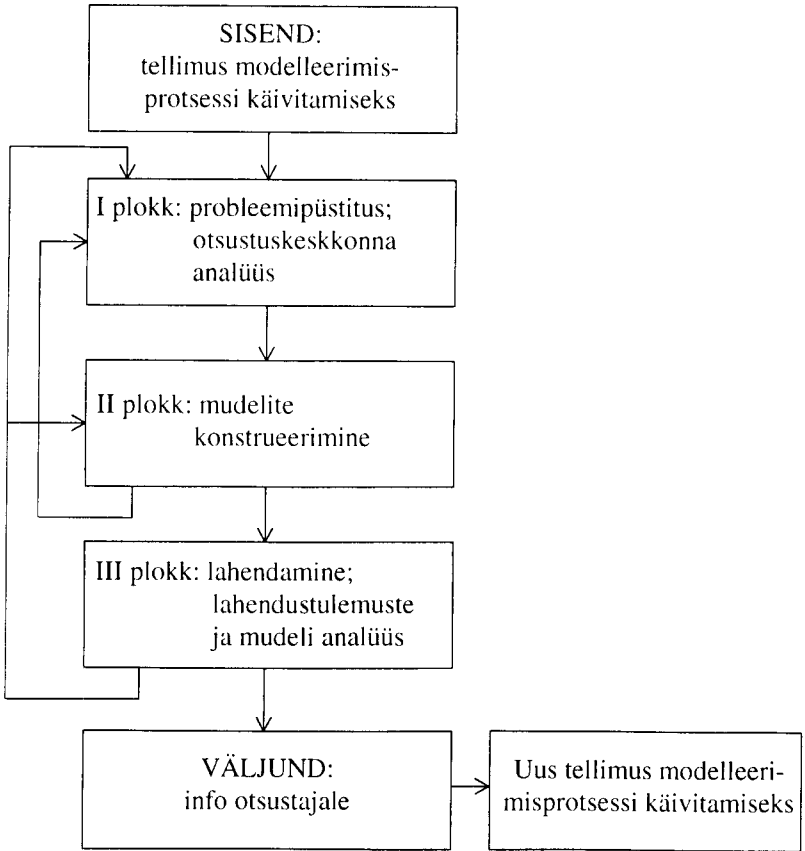 SISEND:
tellimus modelleerimis-
protsessi käivitamiseks
I plokk: probleemipüstitus;
otsustuskeskkonna
analüüs
II plokk: mudelite
konstrueerimine
III plokk: lahendamine;
lahendustulemuste
ja mudeli analüüs
VÄLJUND:
info otsustajale
Uus tellimus modelleeri-
misprotsessi käivitamiseks